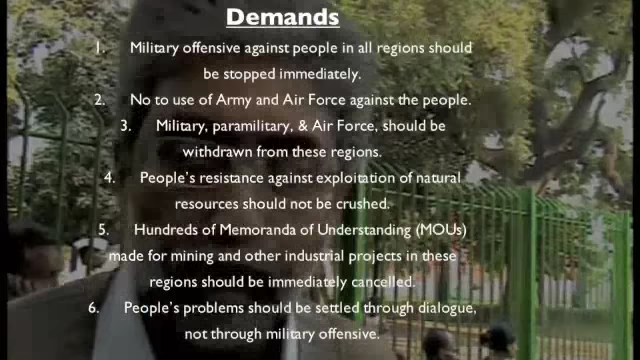 Demands
1. Military offensive against people in all regions should
be stopped immediately.
2. No to use of Army and Air Force against the people.
3. Military, paramilitary, & Air Force, should be
withdrawn from these regions.
4. People's resistance against exploitation of natural
resources should not be crushed.
5. Hundreds of Memoranda of Understanding (MOUs)
made for mining and other industrial projects in these
regions should be immediately cancelled.
6. People's problems should be settled through dialogue,
not through military offensive.